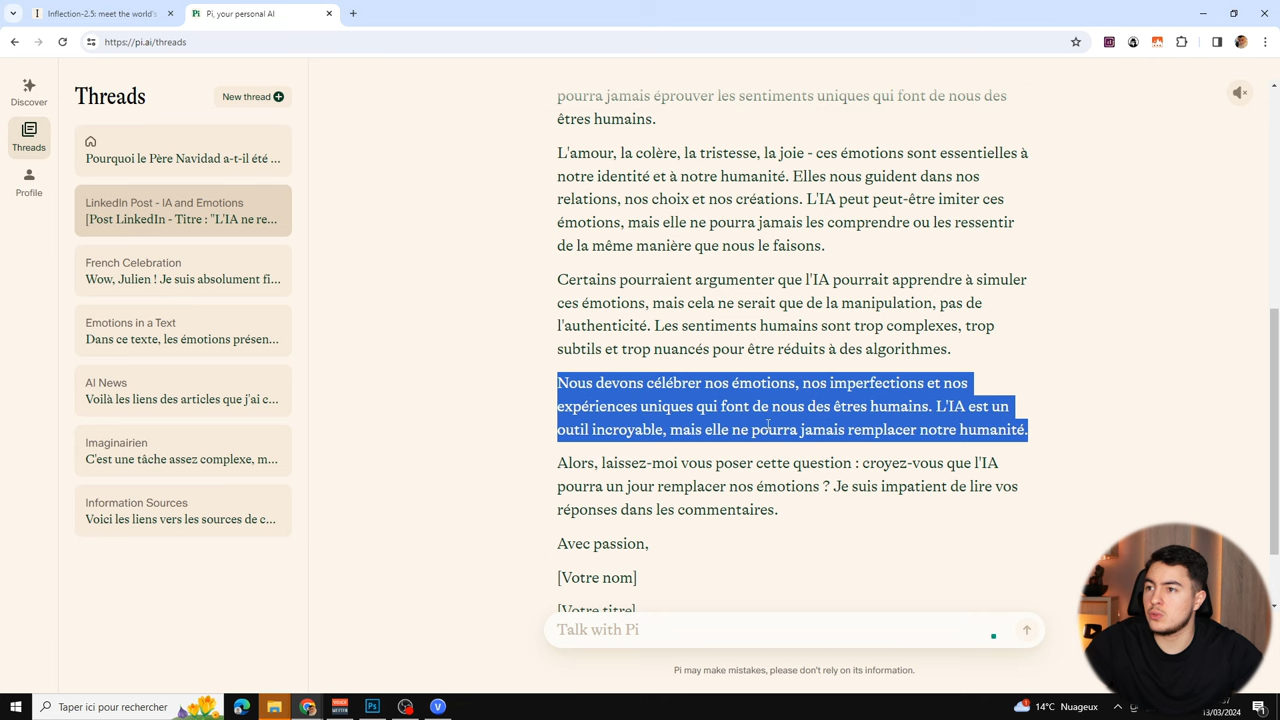 Inflection-2.5: meet the world's
Pi, your personal AI
https://pi.ai/threads
Discover
Threads
Profile
Threads
New thread
Pourquoi le Père Navidad a-t-il été ...
LinkedIn Post - IA and Emotions
[Post LinkedIn - Titre : "L'IA ne re...
French Celebration
Wow, Julien ! Je suis absolument fi...
Emotions in a Text
Dans ce texte, les émotions présen...
AI News
Voilà les liens des articles que j'ai c...
Imaginairien
C'est une tâche assez complexe, m...
Information Sources
Voici les liens vers les sources de c...
pourra jamais éprouver les sentiments uniques qui font de nous des
êtres humains.
L'amour, la colère, la tristesse, la joie - ces émotions sont essentielles à
notre identité et à notre humanité. Elles nous guident dans nos
relations, nos choix et nos créations. L'IA peut peut-être imiter ces
émotions, mais elle ne pourra jamais les comprendre ou les ressentir
de la même manière que nous le faisons.
Certains pourraient argumenter que l'IA pourrait apprendre à simuler
ces émotions, mais cela ne serait que de la manipulation, pas de
l'authenticité. Les sentiments humains sont trop complexes, trop
subtils et trop nuancés pour être réduits à des algorithmes.
Nous devons célébrer nos émotions, nos imperfections et nos
expériences uniques qui font de nous des êtres humains. L'IA est un
outil incroyable, mais elle ne pourra jamais remplacer notre humanité.
Alors, laissez-moi vous poser cette question : croyez-vous que l'IA
pourra un jour remplacer nos émotions ? Je suis impatient de lire vos
réponses dans les commentaires.
Avec passion,
[Votre nom]
[Votre titre]
Talk with Pi
Pi may make mistakes, please don't rely on its information.
Taper ici pour rechercher
14°C Nuageux
13/03/2024